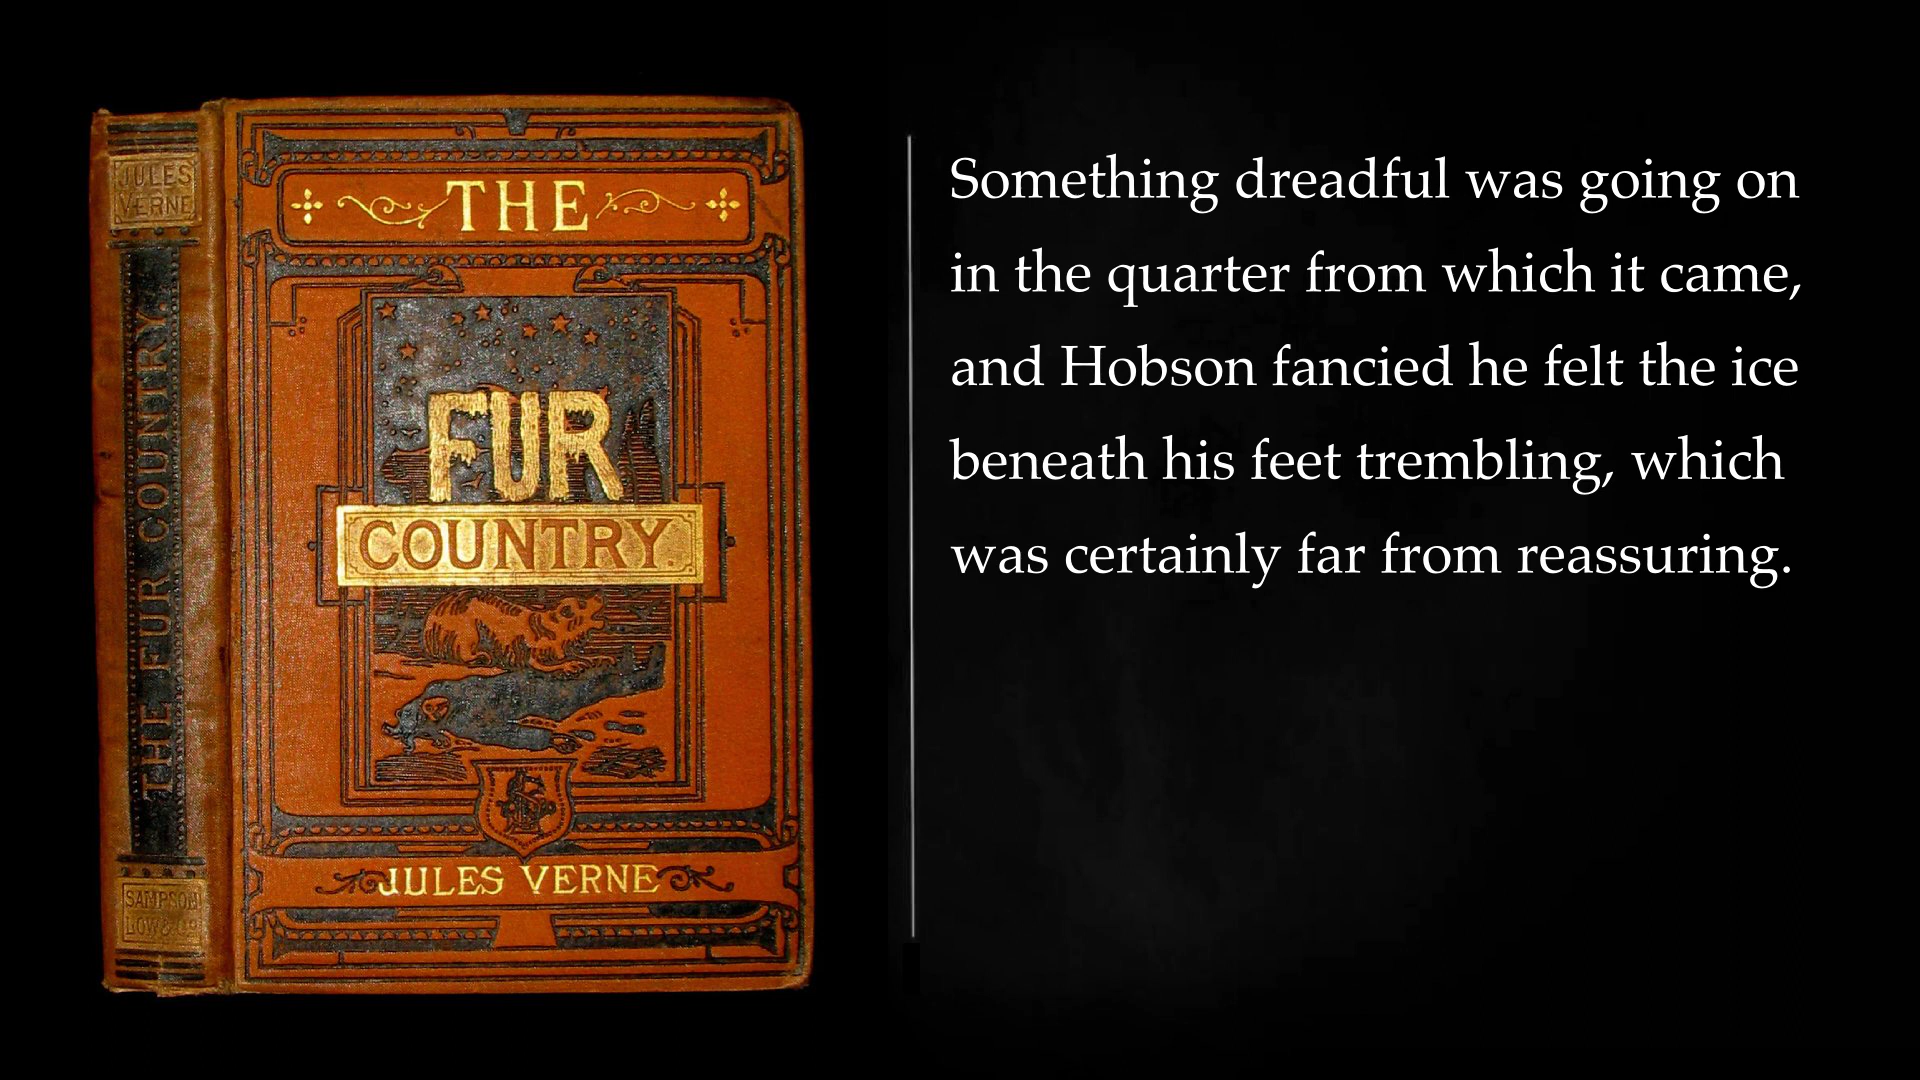 JULES
VERNE
THE FUR COUNTRY.
SAMPSON
LOW & Co
THE
FUR
COUNTRY.
JULES VERNE
Something dreadful was going on
in the quarter from which it came,
and Hobson fancied he felt the ice
beneath his feet trembling, which
was certainly far from reassuring.